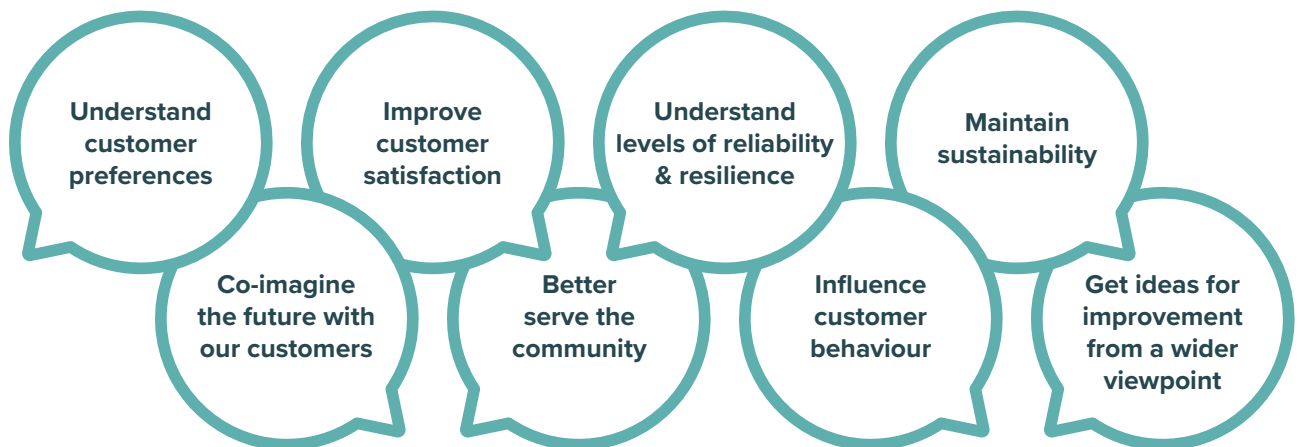 Understand
customer
preferences
Improve
customer
satisfaction
Understand
levels of reliability
& resilience
Maintain
sustainability
Co-imagine
the future with
our customers
Better
serve the
community
Influence
customer
behaviour
Get ideas for
improvement
from a wider
viewpoint